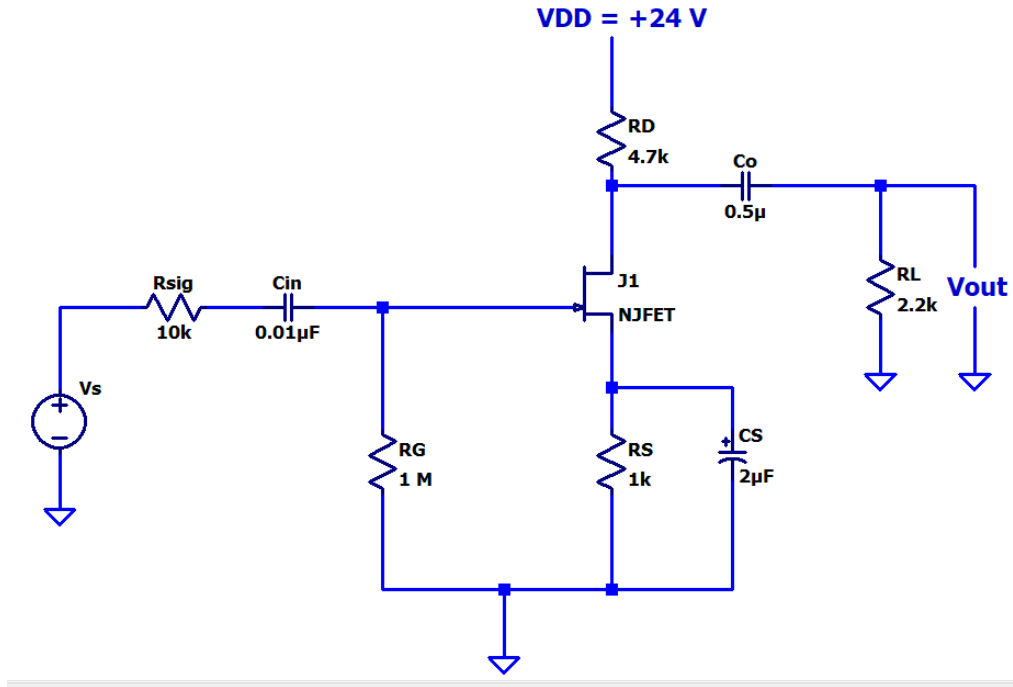 VDD = +24 V
RD
4.7k
Co
0.5µ
Rsig
10k
Cin
0.01µF
J1
NJFET
RL
2.2k
Vout
Vs
RG
1 M
RS
1k
CS
2µF